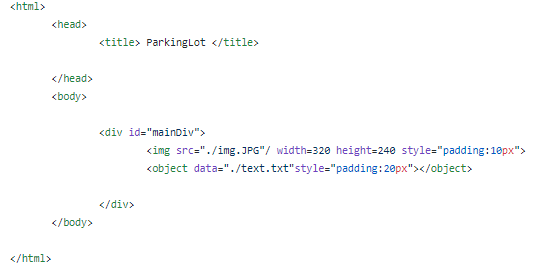 <html>
<head>
<title> ParkingLot </title>
</head>
<body>
<div id="mainDiv">
<img src="./img.JPG"/ width=320 height=240 style="padding:10px">
<object data="./text.txt"style="padding:20px"></object>
</div>
</body>
</html>